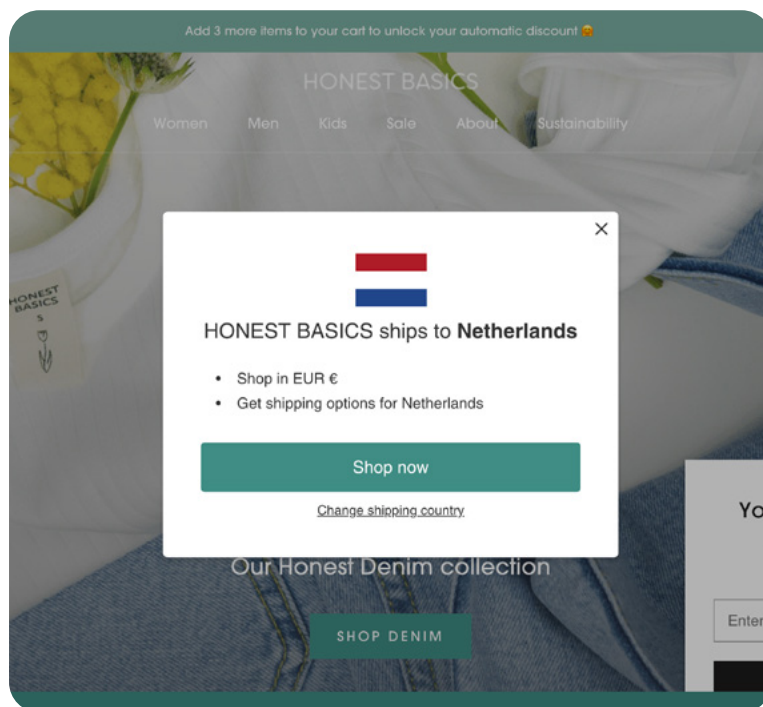 Add 3 more items to your cart to unlock your automatic discount 🤗
HONEST BASICS
Women Men Kids Sale About Sustainability
HONEST
BASICS
S
HONEST BASICS ships to Netherlands
• Shop in EUR €
• Get shipping options for Netherlands
Shop now
Change shipping country
Our Honest Denim collection
SHOP DENIM
Yo
Enter